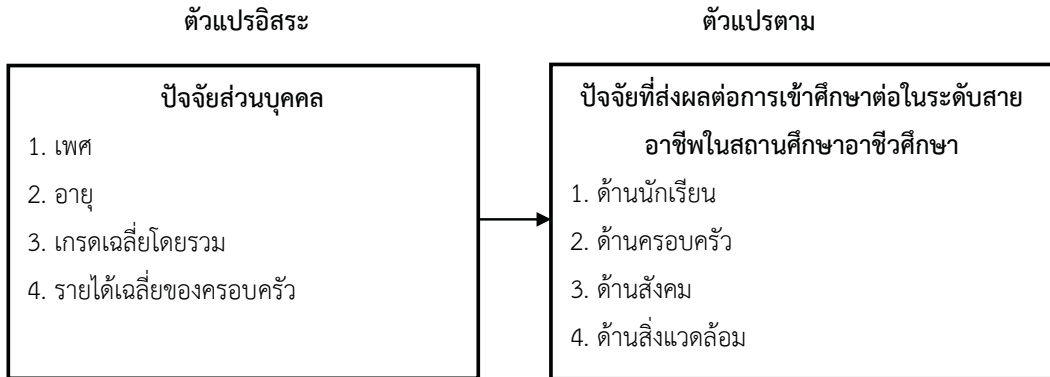 ตัวแปรอิสระ
ปัจจัยส่วนบุคคล
1. เพศ
2. อายุ
3. เกรดเฉลี่ยโดยรวม
4. รายได้เฉลี่ยของครอบครัว
ตัวแปรตาม
ปัจจัยที่ส่งผลต่อการเข้าศึกษาต่อในระดับสาย
อาชีพในสถานศึกษาอาชีวศึกษา
1. ด้านนักเรียน
2. ด้านครอบครัว
3. ด้านสังคม
4. ด้านสิ่งแวดล้อม